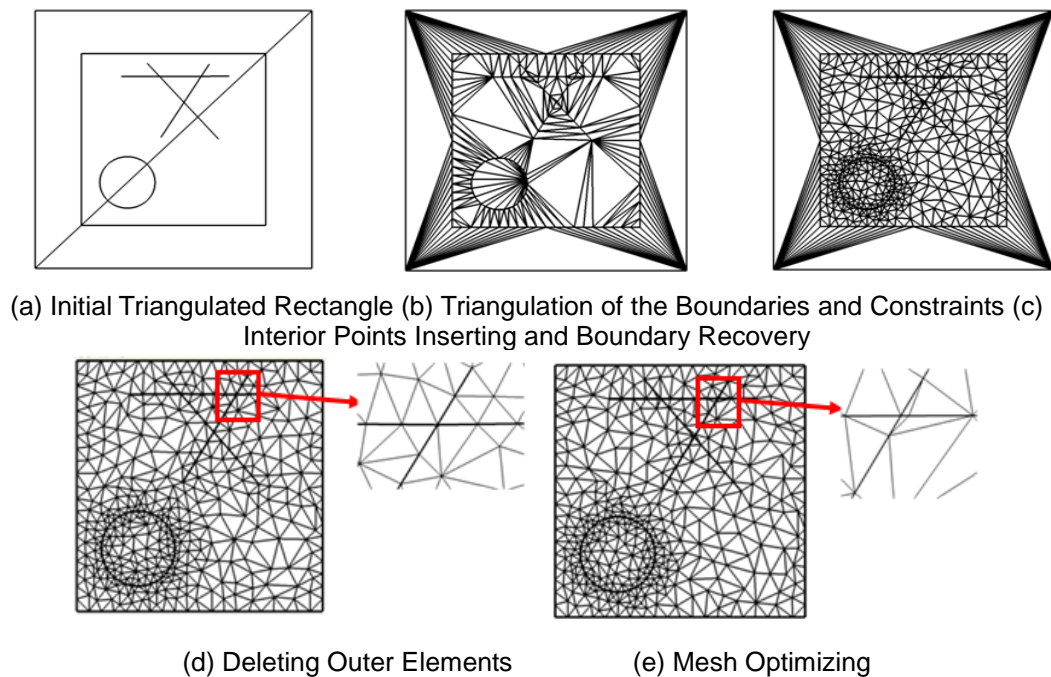 (a) Initial Triangulated Rectangle (b) Triangulation of the Boundaries and Constraints (c)
Interior Points Inserting and Boundary Recovery
(d) Deleting Outer Elements (e) Mesh Optimizing